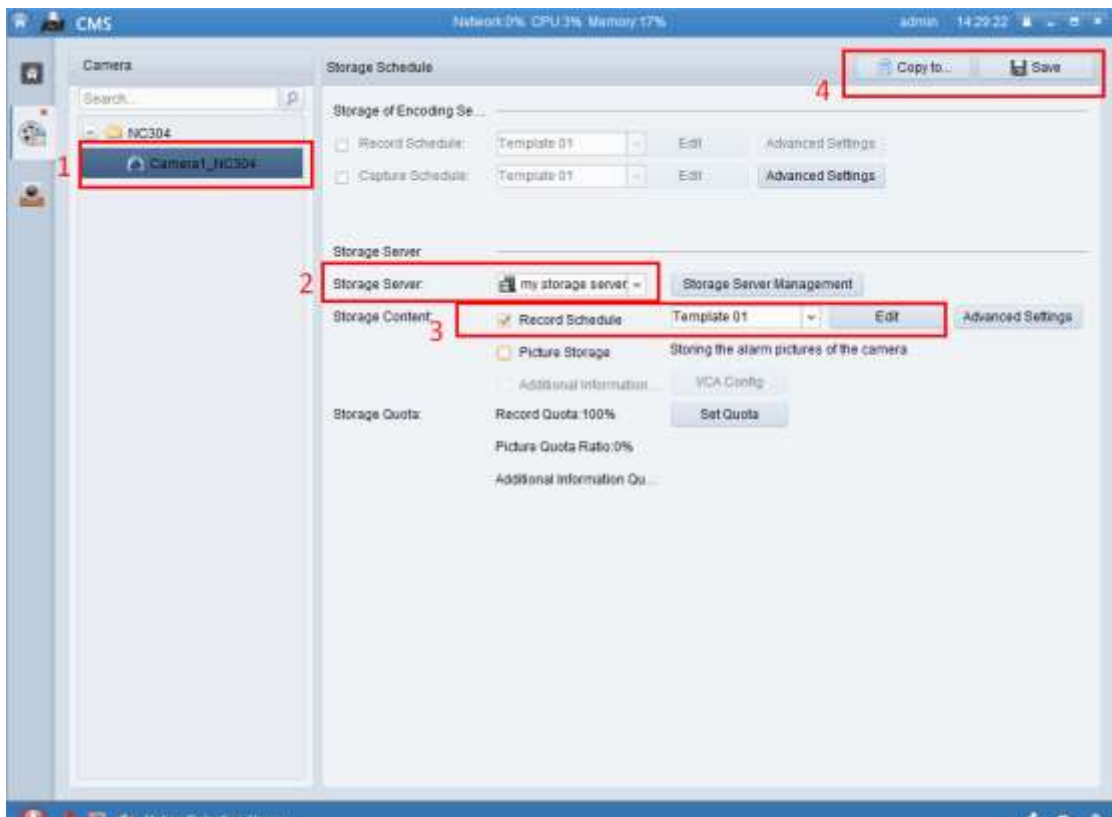 CMS Network:0% CPU:3% Memory:17% admin 14:29:22
Camera
Search...
NC304
1 Camera1_NC304
Storage Schedule
4 Copy to... Save
Storage of Encoding Se...
Record Schedule: Template 01 Edit Advanced Settings
Capture Schedule: Template 01 Edit Advanced Settings
Storage Server
2 Storage Server: my storage server Storage Server Management
Storage Content:
3 Record Schedule Template 01 Edit Advanced Settings
Picture Storage Storing the alarm pictures of the camera
Additional Information... VCA Config
Storage Quota: Record Quota:100% Set Quota
Picture Quota Ratio:0%
Additional Information Qu...